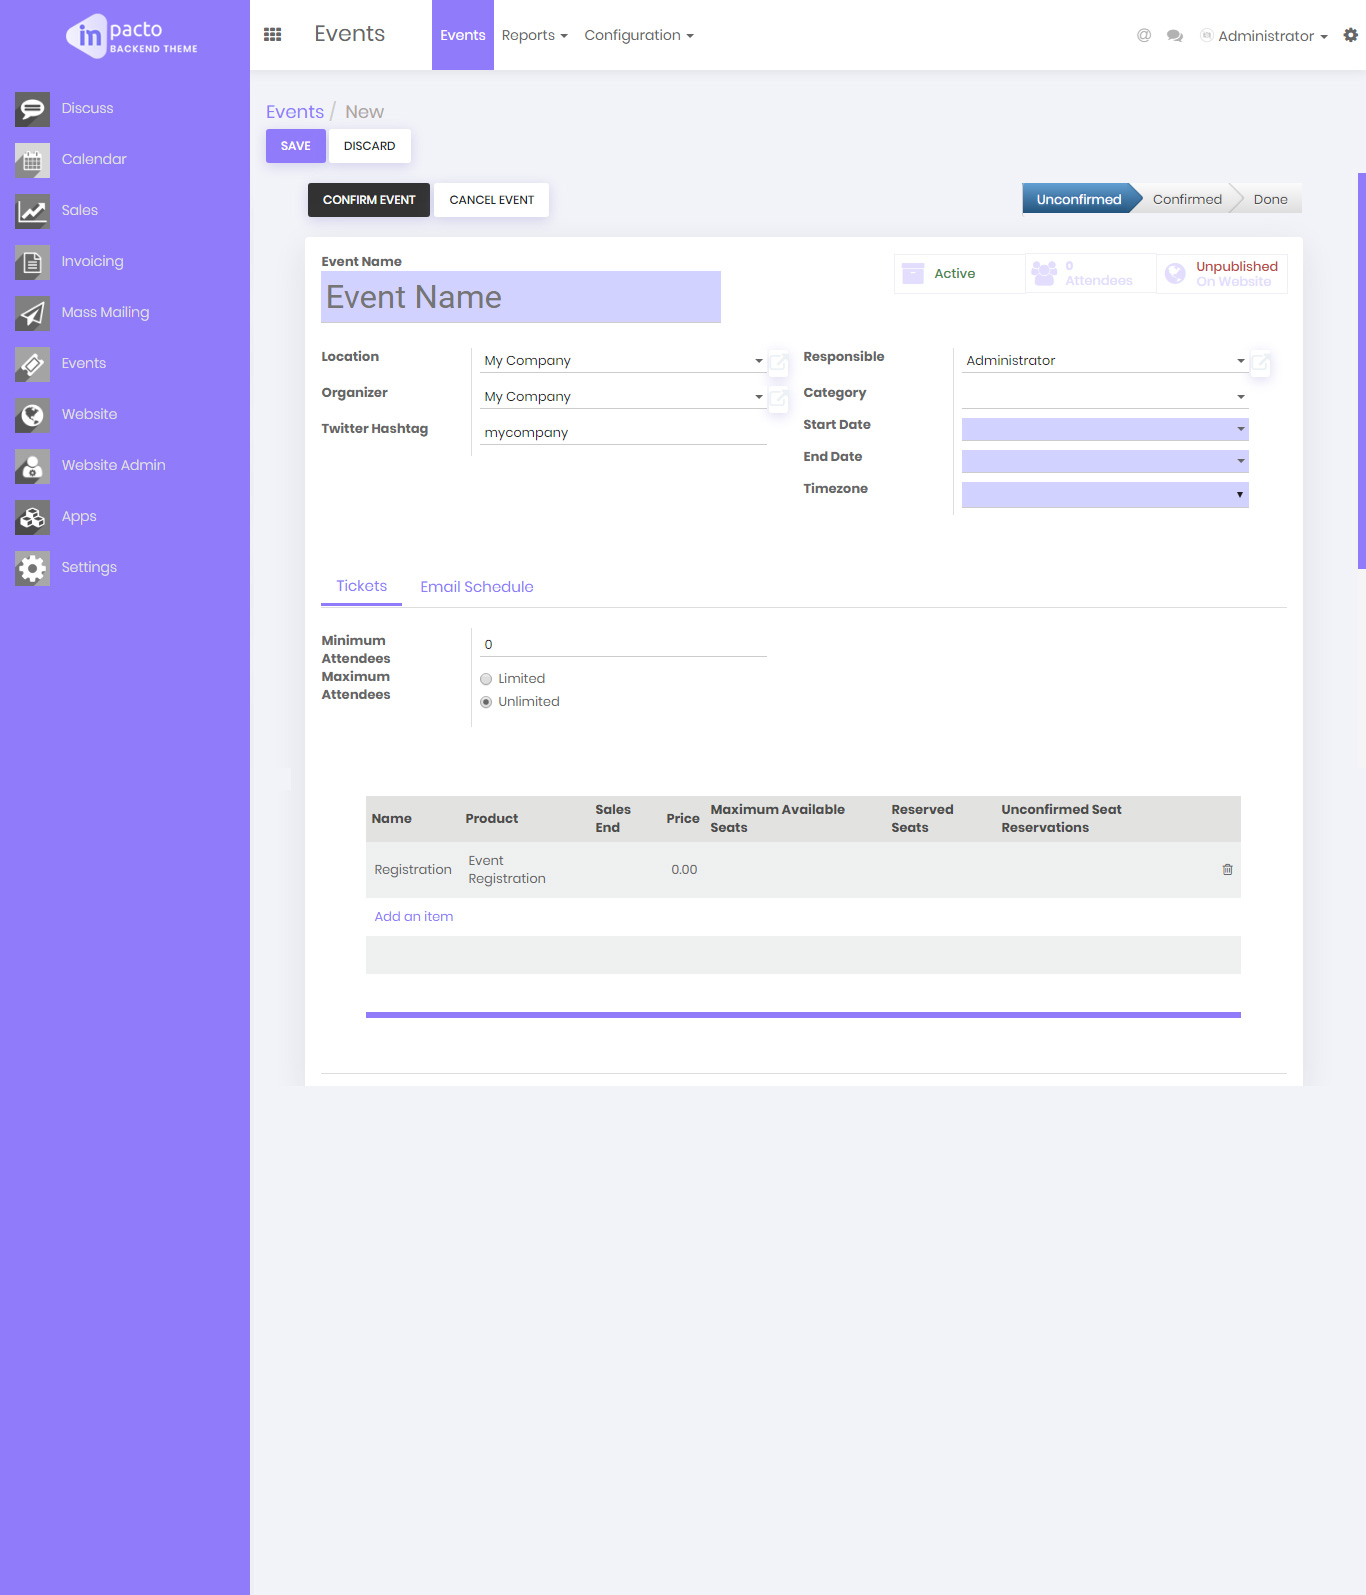 inpacto
BACKEND THEME
Discuss
Calendar
Sales
Invoicing
Mass Mailing
Events
Website
Website Admin
Apps
Settings
Events
Events Reports Configuration
@ Administrator
Events / New
SAVE DISCARD
CONFIRM EVENT CANCEL EVENT
Unconfirmed Confirmed Done
Event Name
Event Name
Active
0
Attendees
Unpublished
On Website
Location My Company
Organizer My Company
Twitter Hashtag mycompany
Responsible Administrator
Category
Start Date
End Date
Timezone
Tickets Email Schedule
Minimum
Attendees
0
Maximum
Attendees
Limited
Unlimited
Name Product Sales End Price Maximum Available Seats Reserved Seats Unconfirmed Seat Reservations
Registration Event Registration 0.00
Add an item